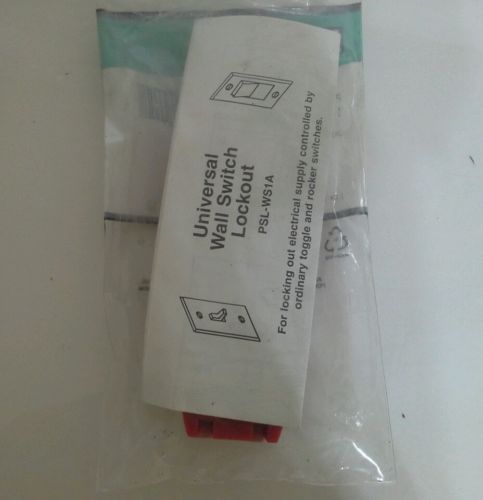 Universal
Wall Switch
Lockout
PSL-WS1A
For locking out electrical supply controlled by
ordinary toggle and rocker switches.